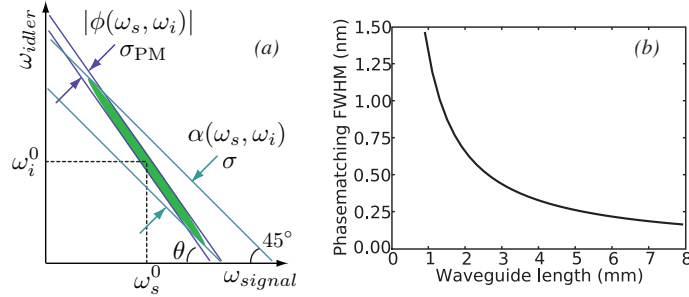 |ϕ(ω_s, ω_i)|
σ_PM
(a)
ω_idler
α(ω_s, ω_i)
σ
ω_i^0
θ
45°
ω_s^0
ω_signal
(b)
Phasematching FWHM (nm)
1.50
1.25
1.00
0.75
0.50
0.25
0.00
0 1 2 3 4 5 6 7 8
Waveguide length (mm)